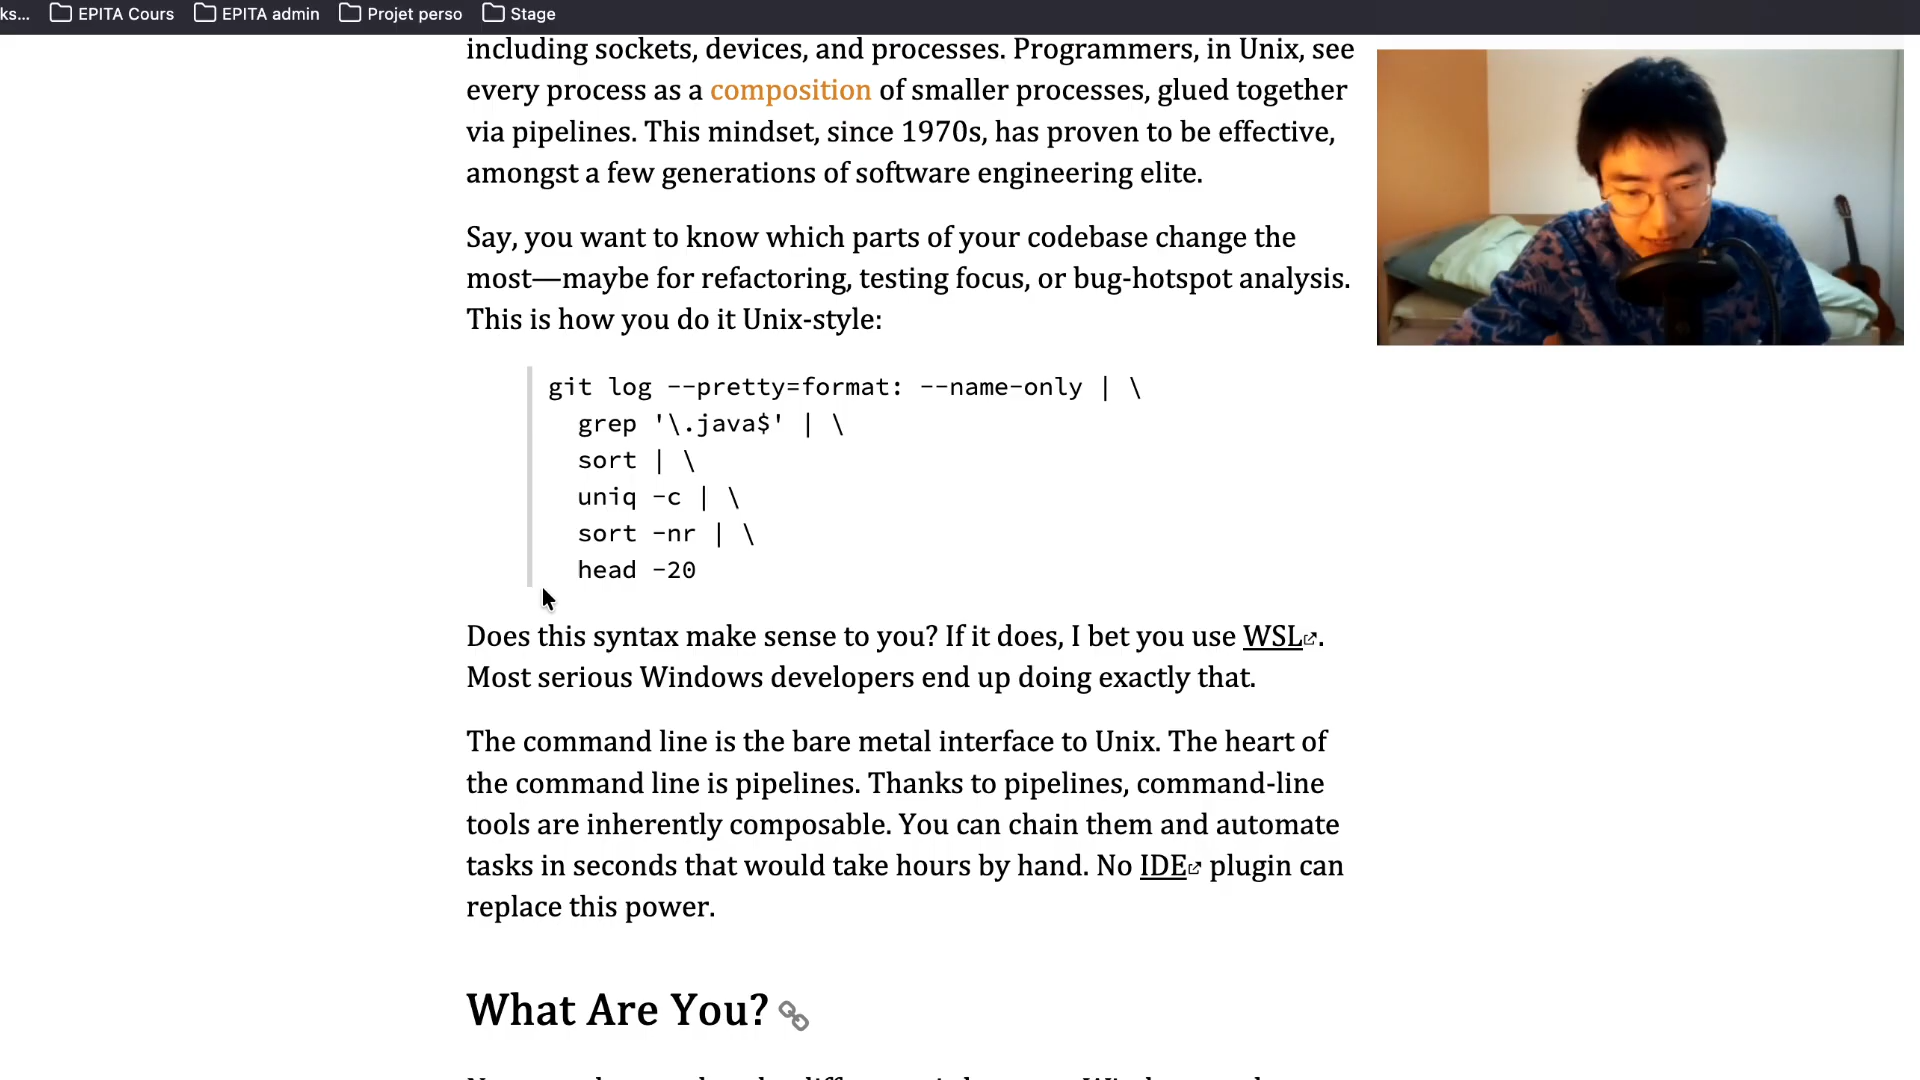 ks... EPITA Cours EPITA admin Projet perso Stage
including sockets, devices, and processes. Programmers, in Unix, see
every process as a composition of smaller processes, glued together
via pipelines. This mindset, since 1970s, has proven to be effective,
amongst a few generations of software engineering elite.
Say, you want to know which parts of your codebase change the
most—maybe for refactoring, testing focus, or bug-hotspot analysis.
This is how you do it Unix-style:
git log --pretty=format: --name-only | \
grep '\.java$' | \
sort | \
uniq -c | \
sort -nr | \
head -20
Does this syntax make sense to you? If it does, I bet you use WSL.
Most serious Windows developers end up doing exactly that.
The command line is the bare metal interface to Unix. The heart of
the command line is pipelines. Thanks to pipelines, command-line
tools are inherently composable. You can chain them and automate
tasks in seconds that would take hours by hand. No IDE plugin can
replace this power.
What Are You?